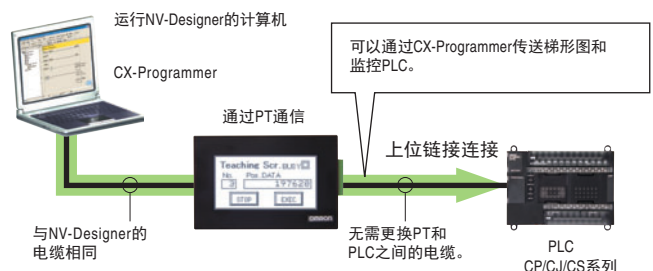 运行NV-Designer的计算机
CX-Programmer
可以通过CX-Programmer传送梯形图和
监控PLC。
通过PT通信
上位链接连接
Teaching Scr. BUSY
No. Pos.DATA
3 197620
STOP EXEC
OMRON
与NV-Designer的
电缆相同
无需更换PT和
PLC之间的电缆。
PLC
CP/CJ/CS系列